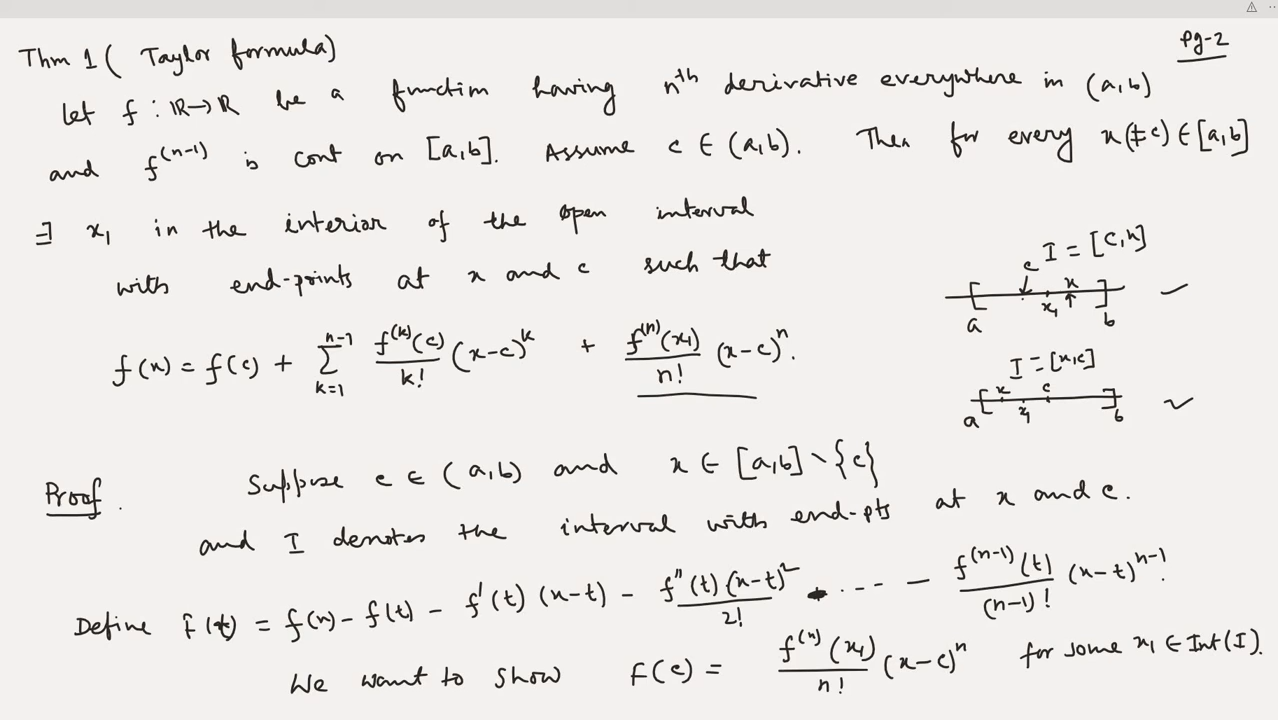 Pg-2
Thm 1 ( Taylor formula)
Let f : ℝ→ℝ be a function having nth derivative everywhere in (a,b)
and f^(n-1) is cont on [a,b]. Assume c ∈ (a,b). Then for every x(≠c) ∈ [a,b]
∃ x₁ in the interior of the open interval
with end-points at x and c such that
f(x) = f(c) + Σ_{k=1}^{n-1} f^(k)(c)/k! (x-c)^k + f^(n)(x₁)/n! (x-c)^n.
I = [c,x]
c x
x₁
a b
I = [x,c]
x c
a x₁ b
Proof. Suppose c ∈ (a,b) and x ∈ [a,b] \ {c}
and I denotes the interval with end-pts at x and c.
Define F(t) = f(x) - f(t) - f'(t) (x-t) - f''(t) (x-t)²/2! ---- - f^(n-1)(t)/(n-1)! (x-t)^{n-1}.
We want to show F(c) = f^(n)(x₁)/n! (x-c)^n for some x₁ ∈ Int(I).